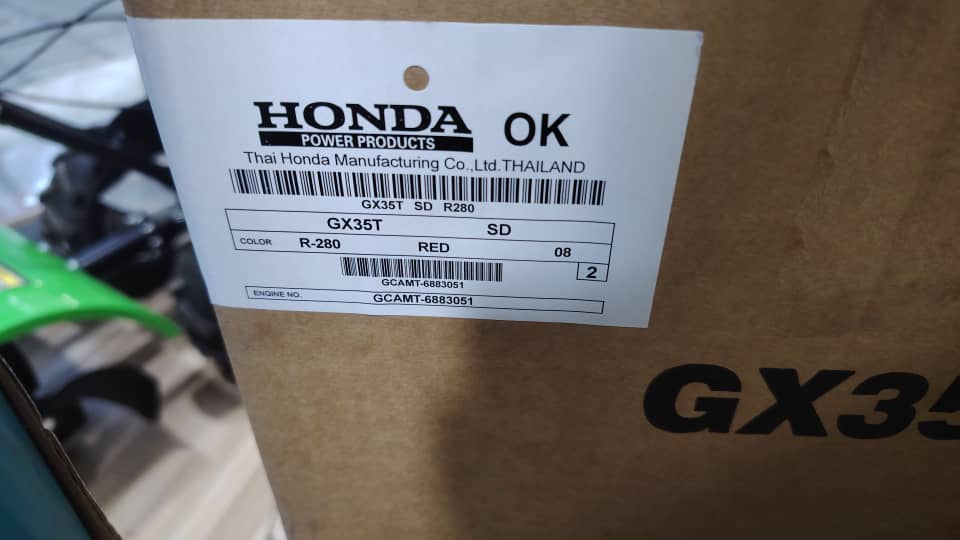 HONDA OK
POWER PRODUCTS
Thai Honda Manufacturing Co.,Ltd.THAILAND
GX35T SD R280
GX35T SD
COLOR R-280 RED 08
2
GCAMT-6883051
ENGINE NO. GCAMT-6883051
GX35